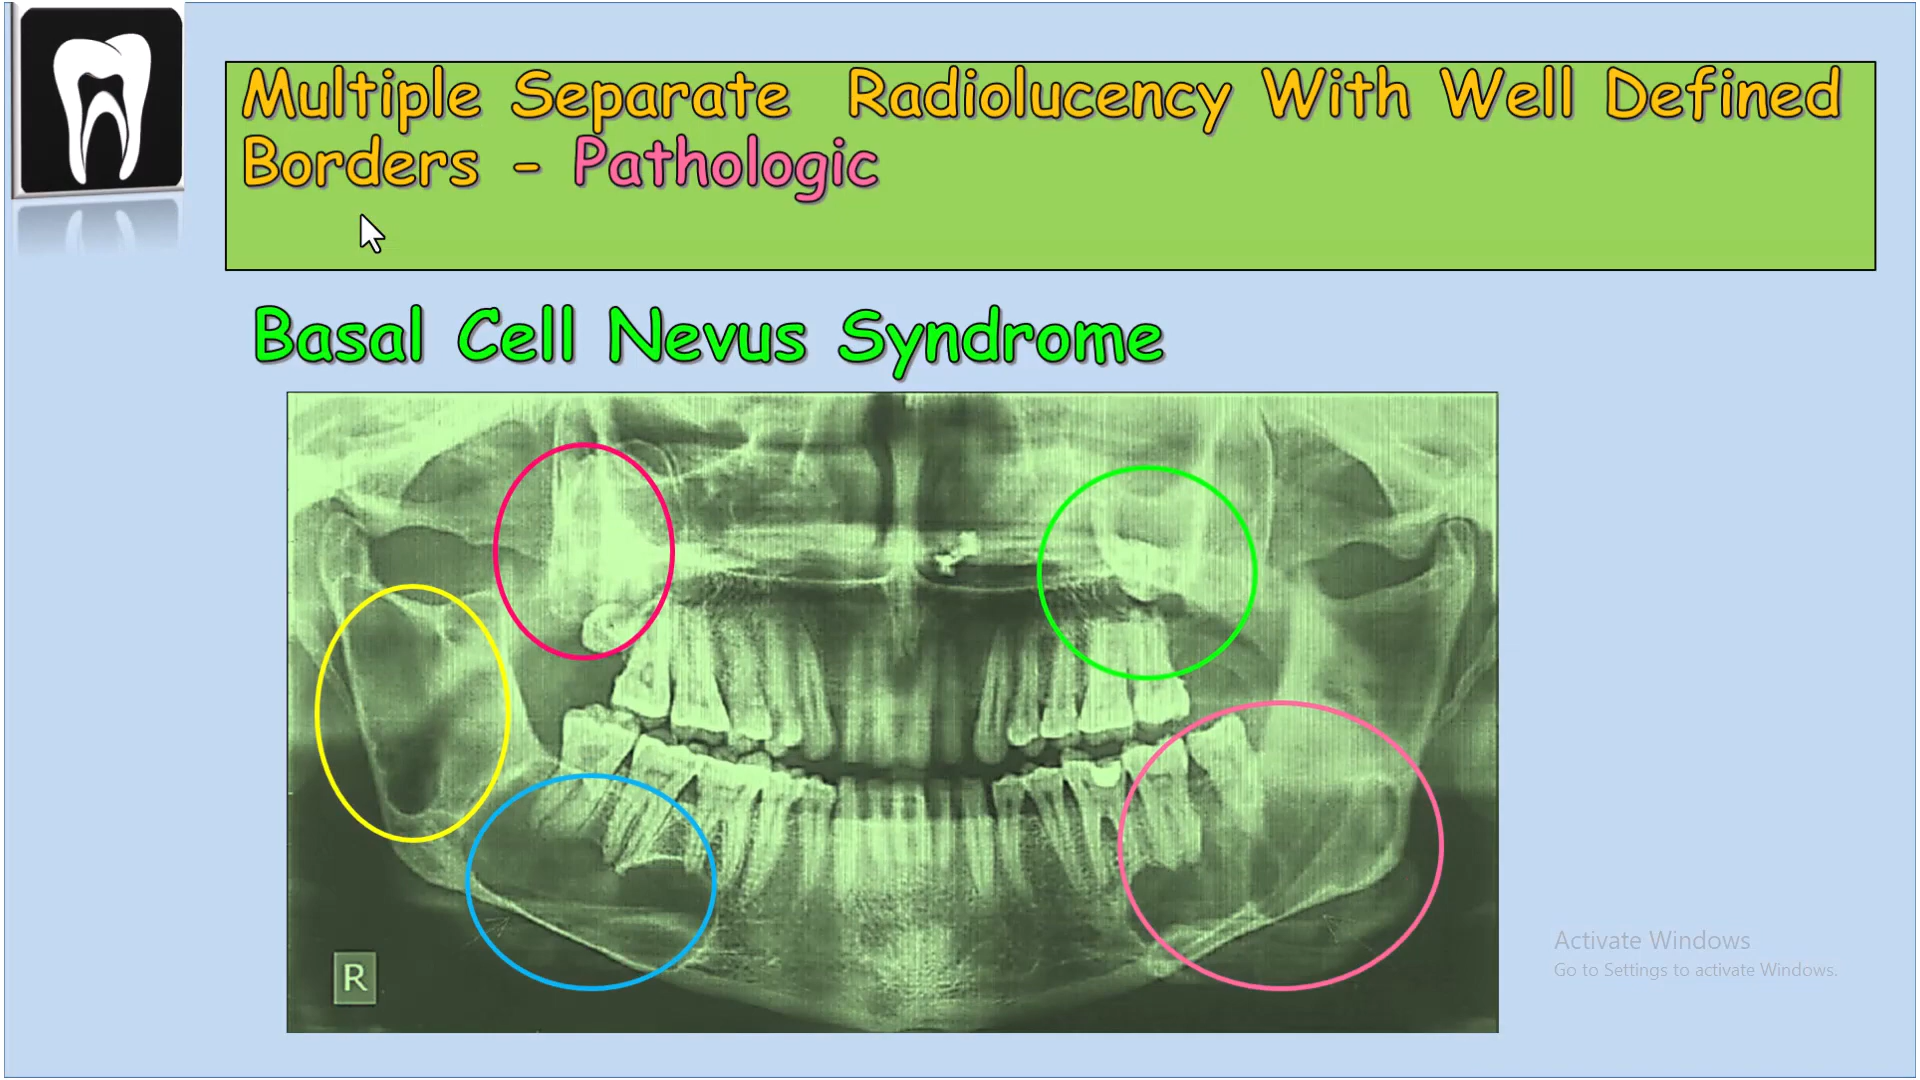 Multiple Separate Radiolucency With Well Defined
Borders - Pathologic
Basal Cell Nevus Syndrome
R
Activate Windows
Go to Settings to activate Windows.